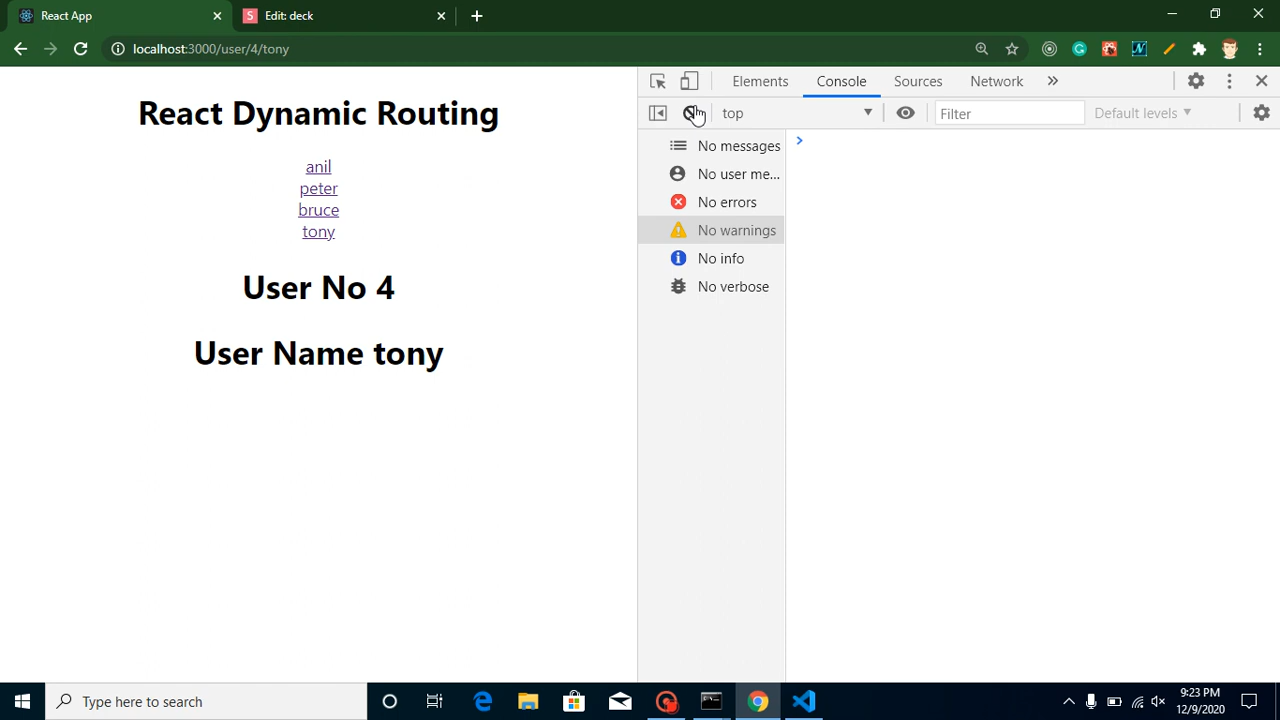 React App
Edit: deck
localhost:3000/user/4/tony
React Dynamic Routing
anil
peter
bruce
tony
User No 4
User Name tony
Elements
Console
Sources
Network
top
Filter
Default levels
No messages
No user me...
No errors
No warnings
No info
No verbose
Type here to search
9:23 PM
12/9/2020